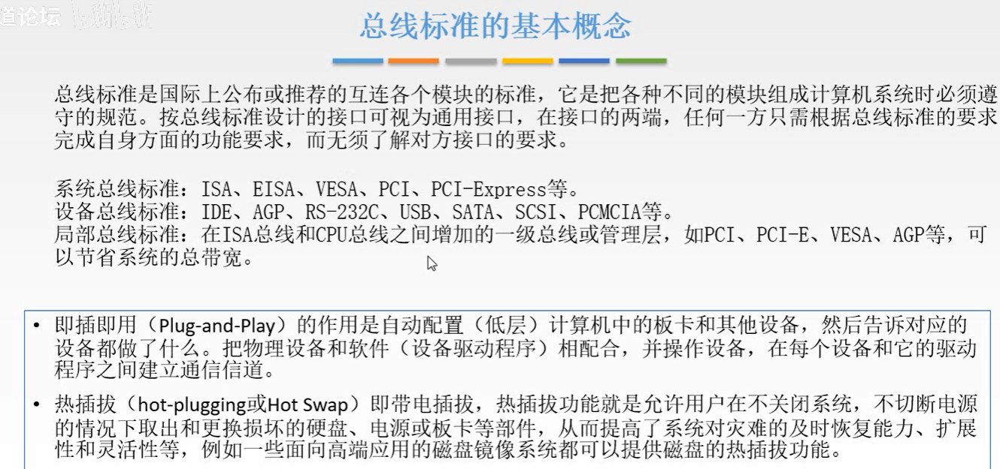 道论坛 bilibili
总线标准的基本概念
总线标准是国际上公布或推荐的互连各个模块的标准，它是把各种不同的模块组成计算机系统时必须遵
守的规范。按总线标准设计的接口可视为通用接口，在接口的两端，任何一方只需根据总线标准的要求
完成自身方面的功能要求，而无须了解对方接口的要求。
系统总线标准：ISA、EISA、VESA、PCI、PCI-Express等。
设备总线标准：IDE、AGP、RS-232C、USB、SATA、SCSI、PCMCIA等。
局部总线标准：在ISA总线和CPU总线之间增加的一级总线或管理层，如PCI、PCI-E、VESA、AGP等，可
以节省系统的总带宽。
• 即插即用（Plug-and-Play）的作用是自动配置（低层）计算机中的板卡和其他设备，然后告诉对应的
设备都做了什么。把物理设备和软件（设备驱动程序）相配合，并操作设备，在每个设备和它的驱动
程序之间建立通信信道。
• 热插拔（hot-plugging或Hot Swap）即带电插拔，热插拔功能就是允许用户在不关闭系统，不切断电源
的情况下取出和更换损坏的硬盘、电源或板卡等部件，从而提高了系统对灾难的及时恢复能力、扩展
性和灵活性等，例如一些面向高端应用的磁盘镜像系统都可以提供磁盘的热插拔功能。